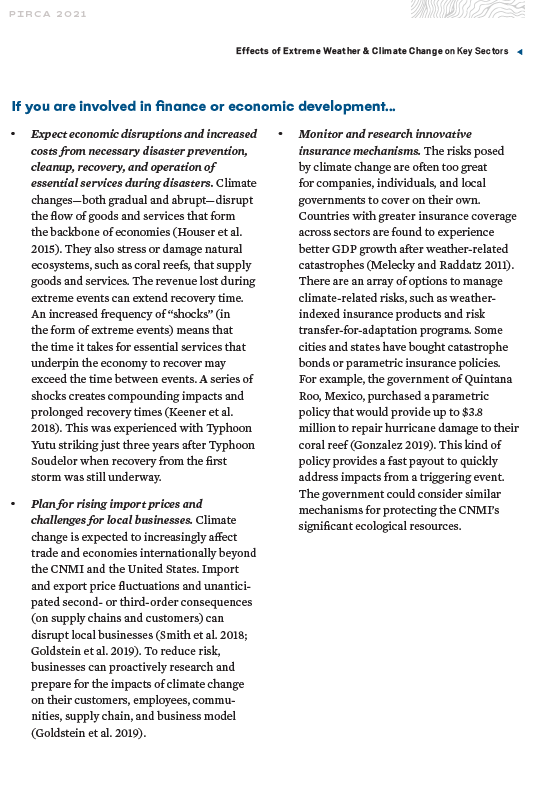 PIRCA 2021
Effects of Extreme Weather & Climate Change on Key Sectors ◄
If you are involved in finance or economic development...
• Expect economic disruptions and increased
costs from necessary disaster prevention,
cleanup, recovery, and operation of
essential services during disasters. Climate
changes—both gradual and abrupt—disrupt
the flow of goods and services that form
the backbone of economies (Houser et al.
2015). They also stress or damage natural
ecosystems, such as coral reefs, that supply
goods and services. The revenue lost during
extreme events can extend recovery time.
An increased frequency of “shocks” (in
the form of extreme events) means that
the time it takes for essential services that
underpin the economy to recover may
exceed the time between events. A series of
shocks creates compounding impacts and
prolonged recovery times (Keener et al.
2018). This was experienced with Typhoon
Yutu striking just three years after Typhoon
Soudelor when recovery from the first
storm was still underway.
• Plan for rising import prices and
challenges for local businesses. Climate
change is expected to increasingly affect
trade and economies internationally beyond
the CNMI and the United States. Import
and export price fluctuations and unantici-
pated second- or third-order consequences
(on supply chains and customers) can
disrupt local businesses (Smith et al. 2018;
Goldstein et al. 2019). To reduce risk,
businesses can proactively research and
prepare for the impacts of climate change
on their customers, employees, commu-
nities, supply chain, and business model
(Goldstein et al. 2019).
• Monitor and research innovative
insurance mechanisms. The risks posed
by climate change are often too great
for companies, individuals, and local
governments to cover on their own.
Countries with greater insurance coverage
across sectors are found to experience
better GDP growth after weather-related
catastrophes (Melecky and Raddatz 2011).
There are an array of options to manage
climate-related risks, such as weather-
indexed insurance products and risk
transfer-for-adaptation programs. Some
cities and states have bought catastrophe
bonds or parametric insurance policies.
For example, the government of Quintana
Roo, Mexico, purchased a parametric
policy that would provide up to $3.8
million to repair hurricane damage to their
coral reef (Gonzalez 2019). This kind of
policy provides a fast payout to quickly
address impacts from a triggering event.
The government could consider similar
mechanisms for protecting the CNMI’s
significant ecological resources.